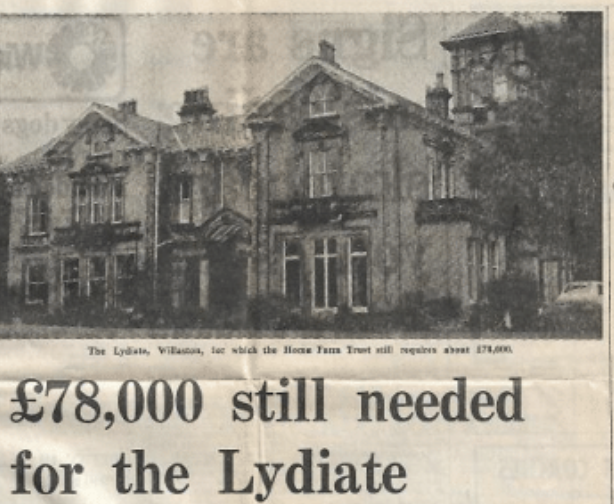 The Lydiate, Willaston, for which the Home Farm Trust still requires about £78,000.
£78,000 still needed
for the Lydiate